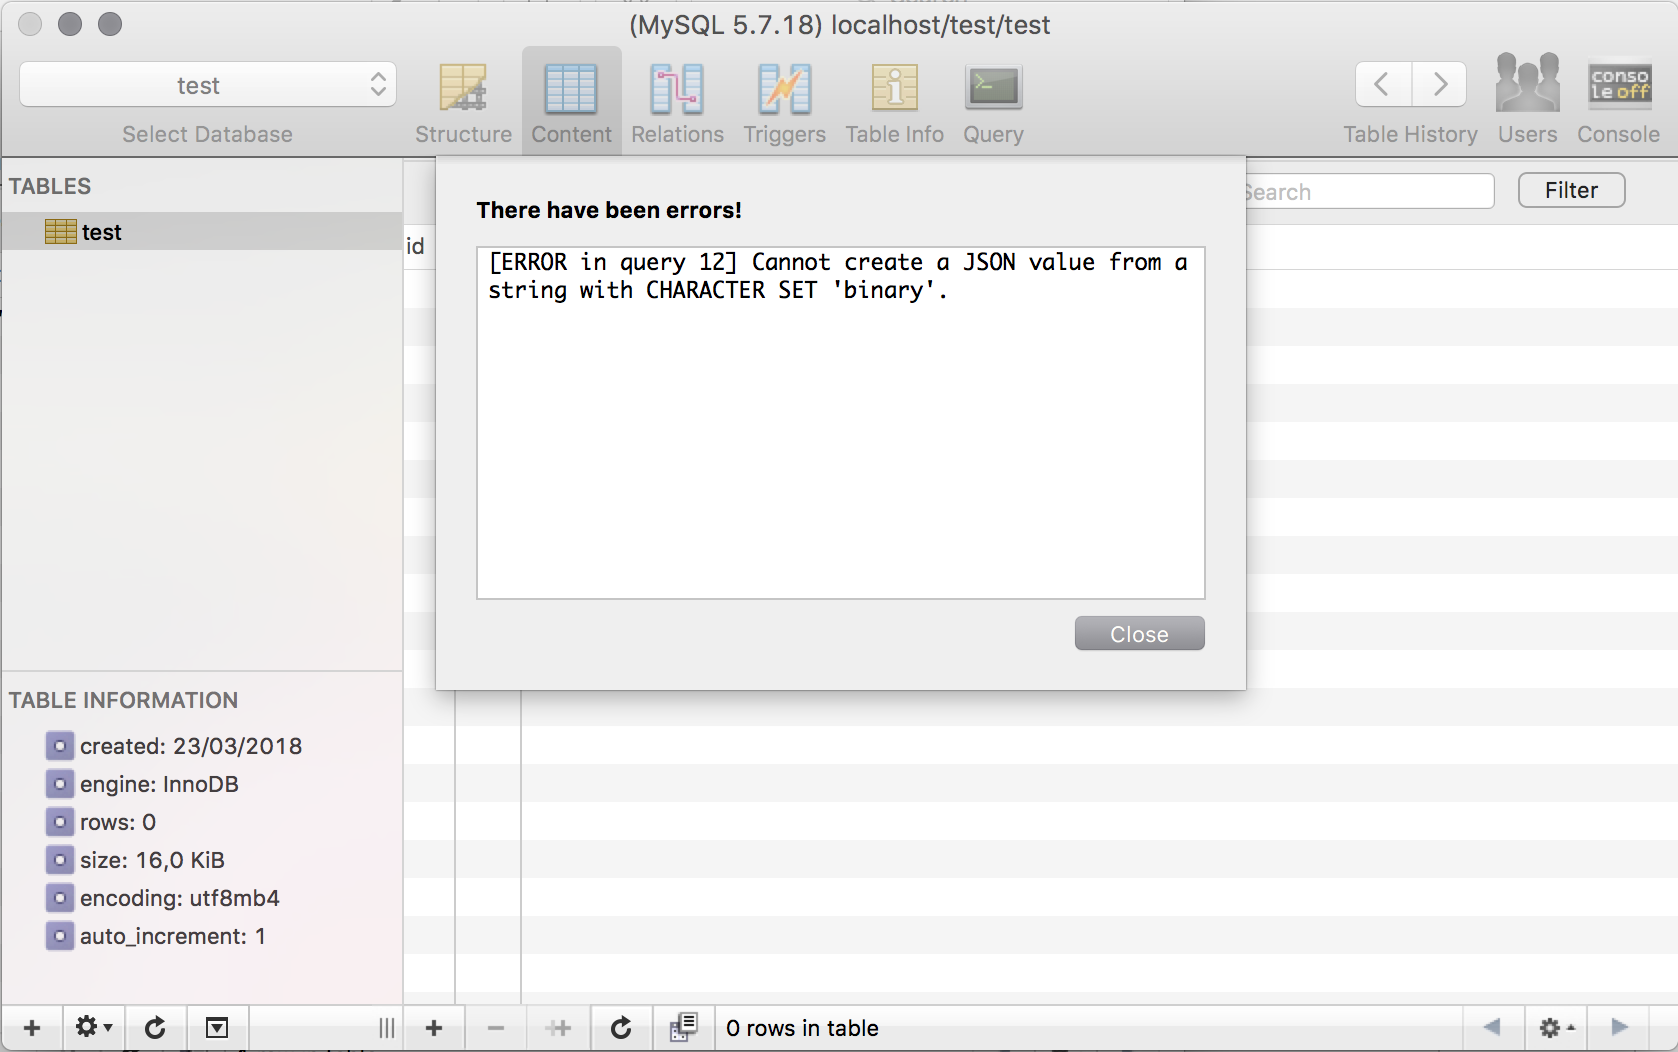 (MySQL 5.7.18) localhost/test/test
test
Select Database
Structure
Content
Relations
Triggers
Table Info
Query
Table History
Users
conso
le off
Console
TABLES
test
id
Search
Filter
There have been errors!
[ERROR in query 12] Cannot create a JSON value from a
string with CHARACTER SET 'binary'.
Close
TABLE INFORMATION
created: 23/03/2018
engine: InnoDB
rows: 0
size: 16,0 KiB
encoding: utf8mb4
auto_increment: 1
0 rows in table